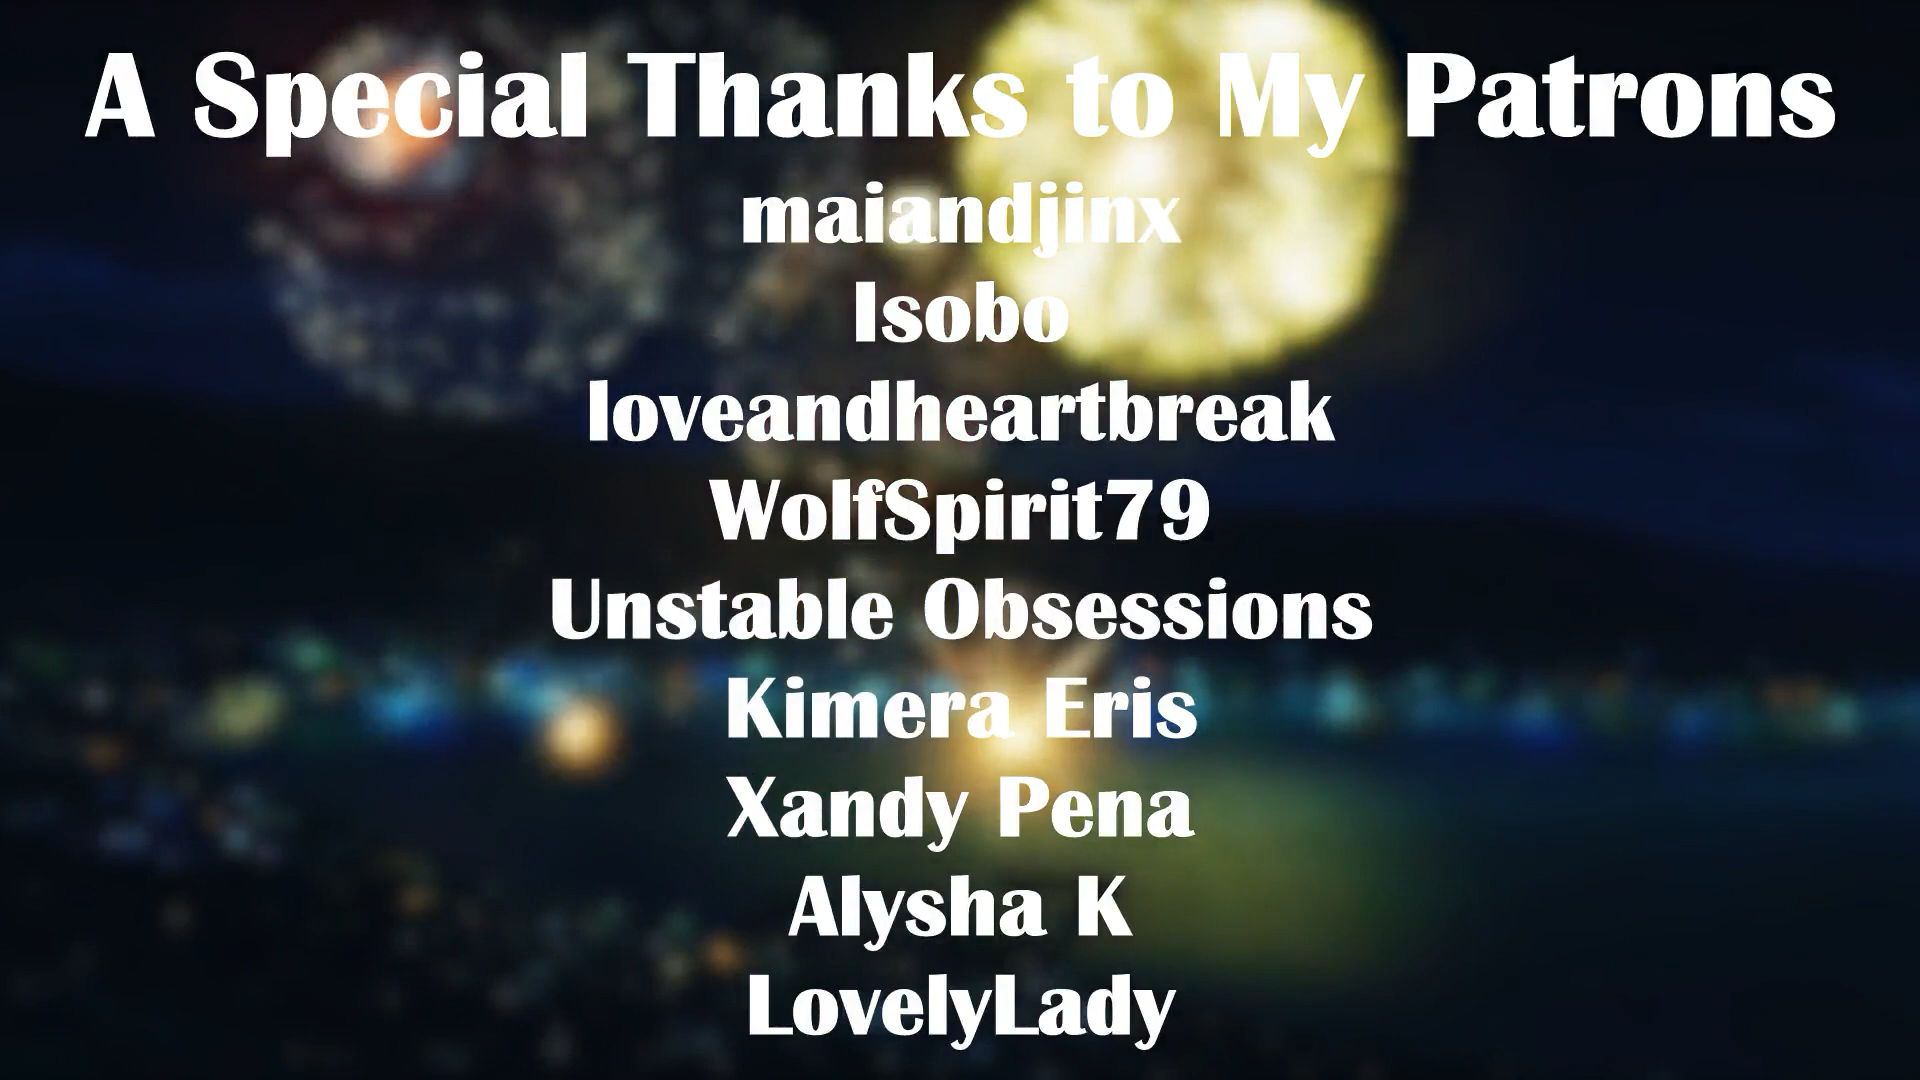 A Special Thanks to My Patrons
maiandjinx
Isobo
loveandheartbreak
WolfSpirit79
Unstable Obsessions
Kimera Eris
Xandy Pena
Alysha K
LovelyLady